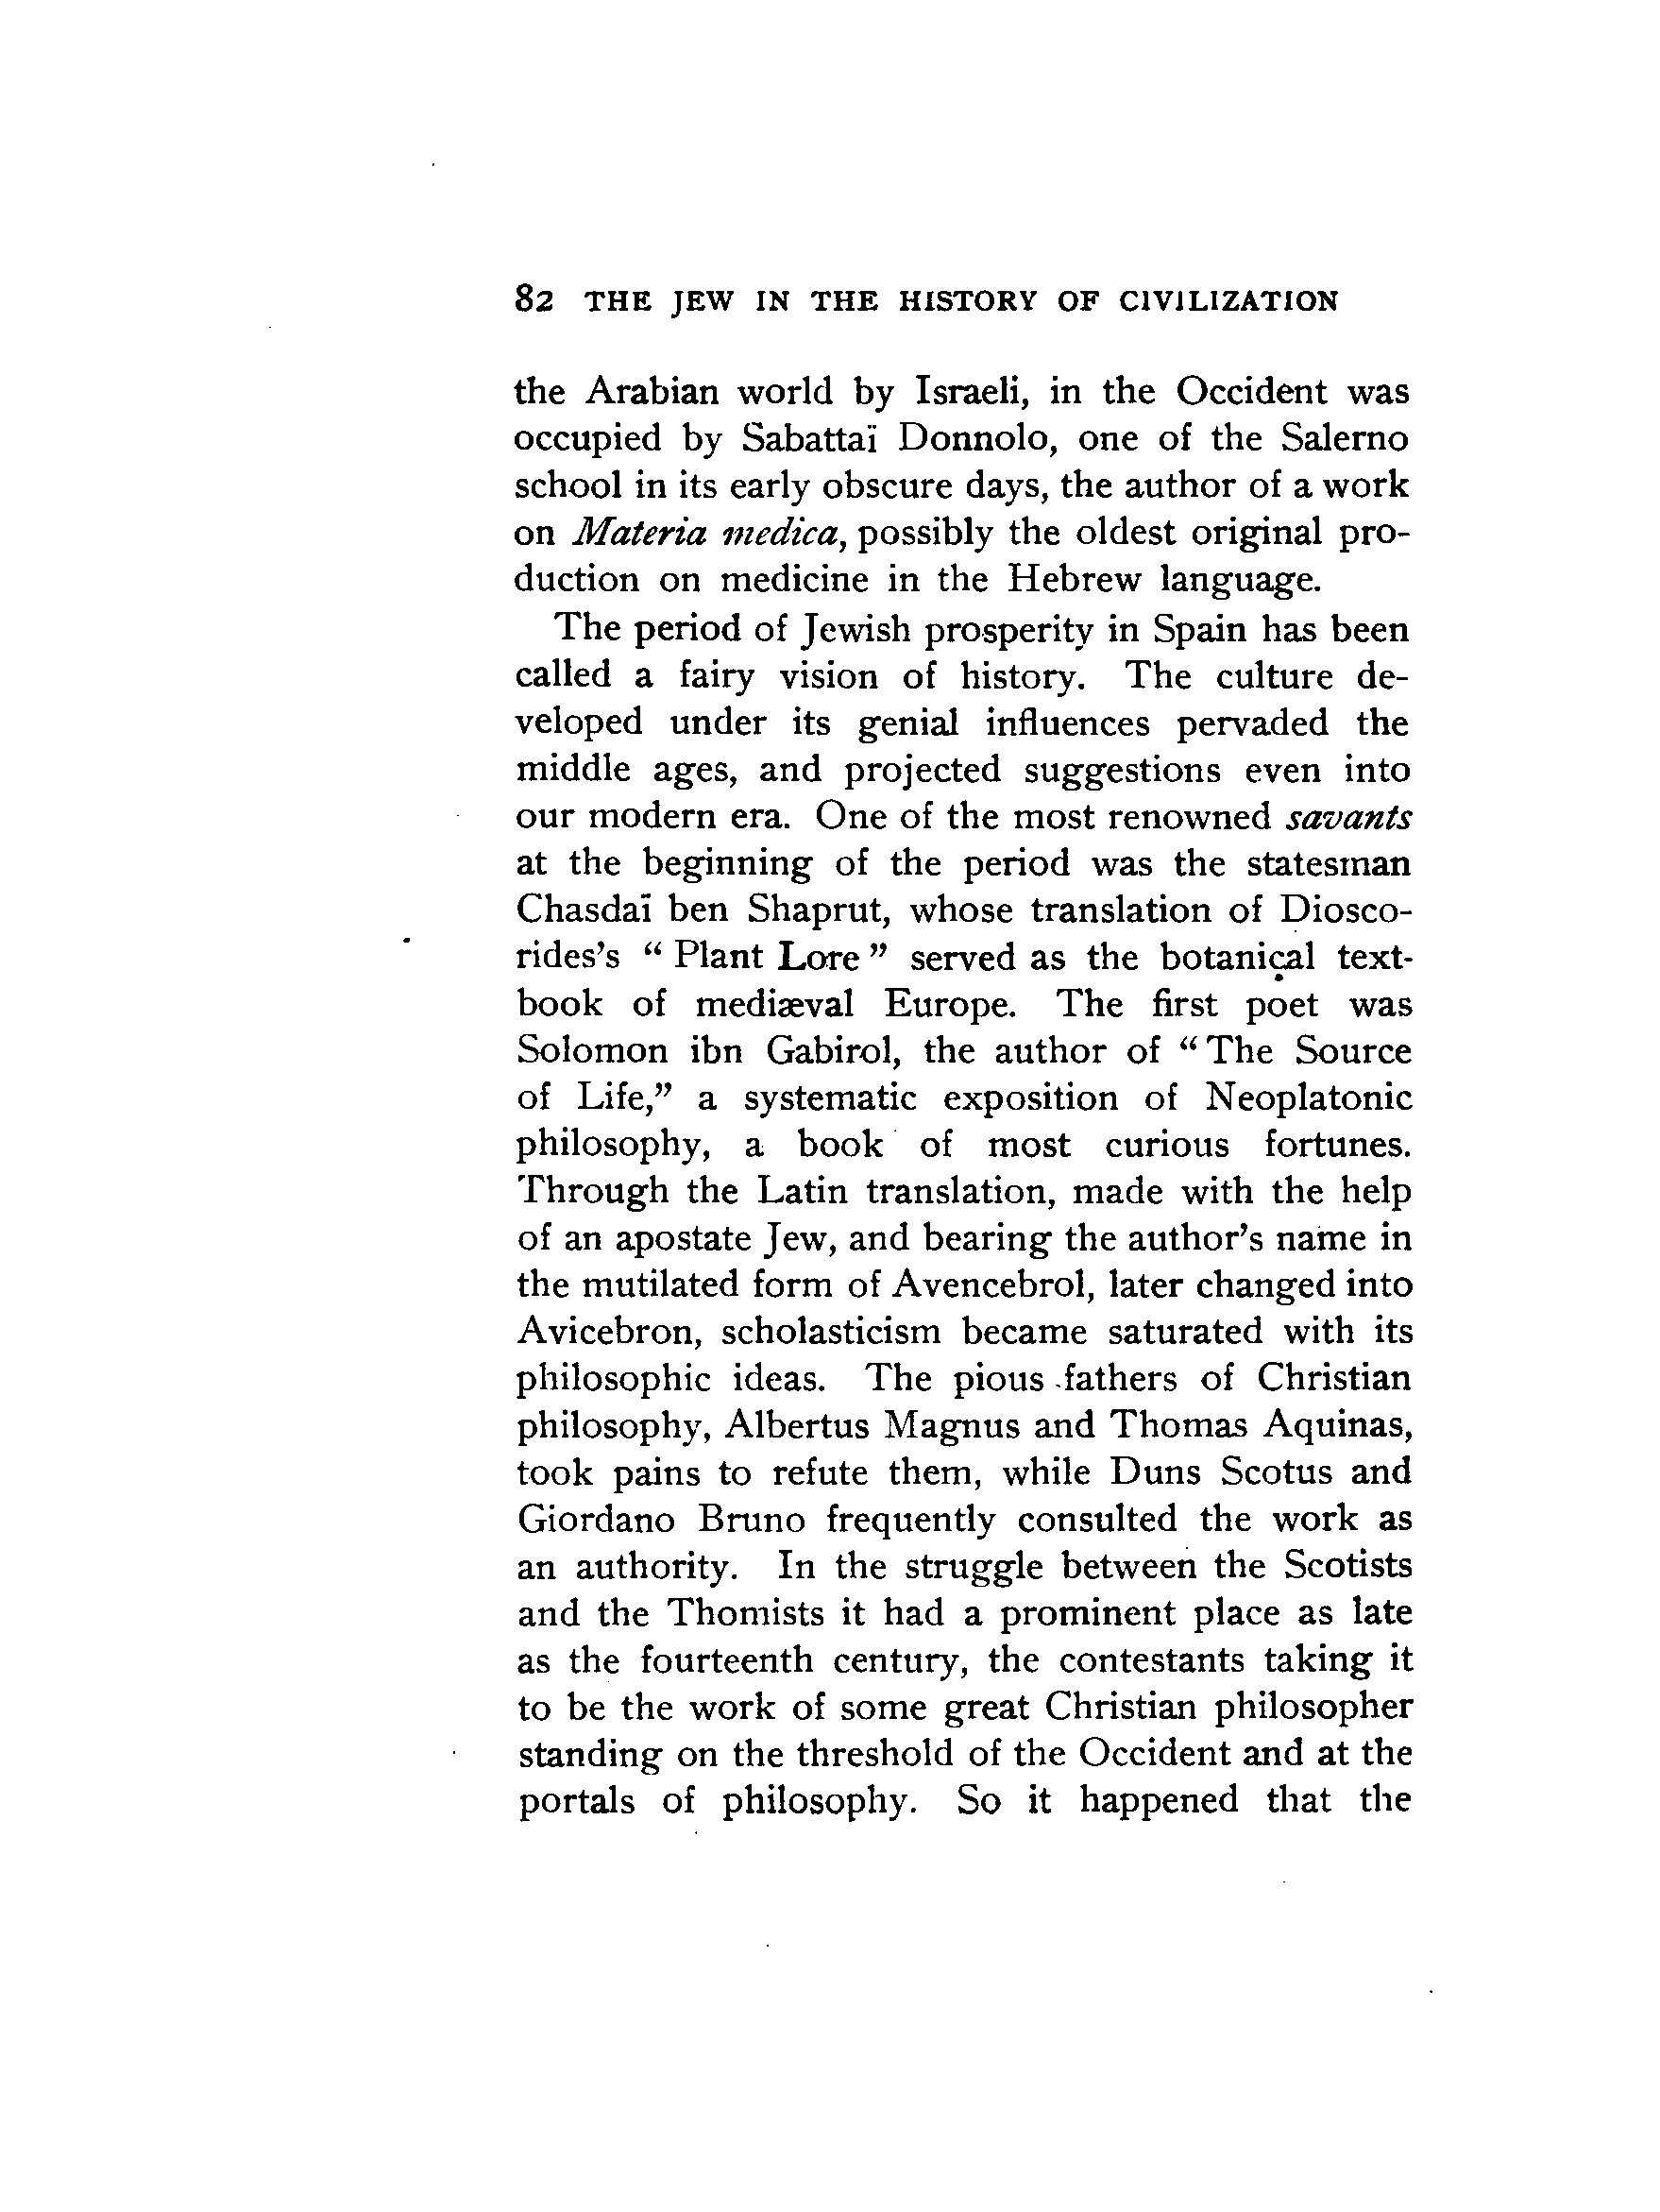 82 THE JEW IN THE HISTORY OF CIVILIZATION
the Arabian world by Israeli, in the Occident was
occupied by Sabattaï Donnolo, one of the Salerno
school in its early obscure days, the author of a work
on Materia medica, possibly the oldest original pro-
duction on medicine in the Hebrew language.
The period of Jewish prosperity in Spain has been
called a fairy vision of history. The culture de-
veloped under its genial influences pervaded the
middle ages, and projected suggestions even into
our modern era. One of the most renowned savants
at the beginning of the period was the statesman
Chasdaï ben Shaprut, whose translation of Diosco-
rides's “ Plant Lore ” served as the botanical text-
book of mediæval Europe. The first poet was
Solomon ibn Gabirol, the author of “ The Source
of Life,” a systematic exposition of Neoplatonic
philosophy, a book of most curious fortunes.
Through the Latin translation, made with the help
of an apostate Jew, and bearing the author's name in
the mutilated form of Avencebrol, later changed into
Avicebron, scholasticism became saturated with its
philosophic ideas. The pious fathers of Christian
philosophy, Albertus Magnus and Thomas Aquinas,
took pains to refute them, while Duns Scotus and
Giordano Bruno frequently consulted the work as
an authority. In the struggle between the Scotists
and the Thomists it had a prominent place as late
as the fourteenth century, the contestants taking it
to be the work of some great Christian philosopher
standing on the threshold of the Occident and at the
portals of philosophy. So it happened that the